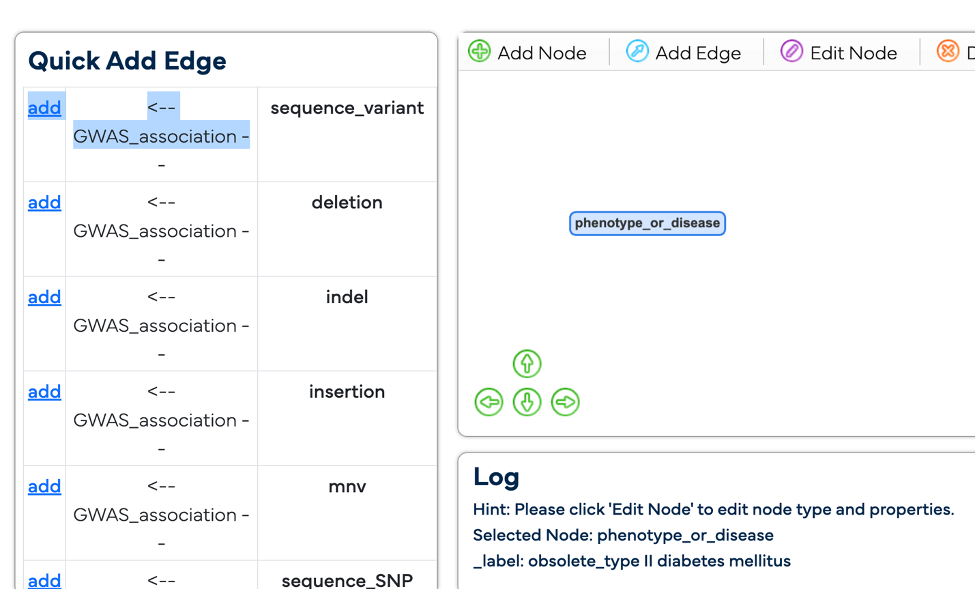 Quick Add Edge
add
<--
GWAS_association -
-
sequence_variant
add
<--
GWAS_association -
-
deletion
add
<--
GWAS_association -
-
indel
add
<--
GWAS_association -
-
insertion
add
<--
GWAS_association -
-
mnv
add
<--
sequence_SNP
Add Node
Add Edge
Edit Node
D
phenotype_or_disease
Log
Hint: Please click 'Edit Node' to edit node type and properties.
Selected Node: phenotype_or_disease
_label: obsolete_type II diabetes mellitus